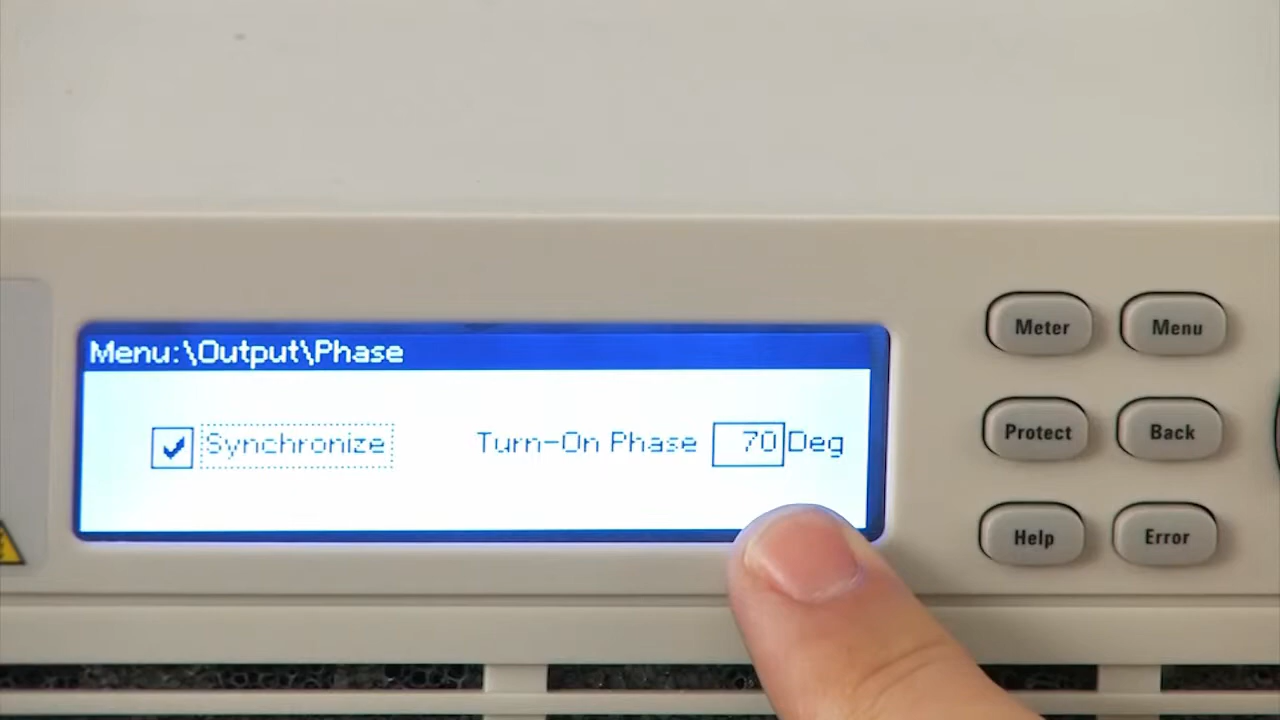 Menu:\Output\Phase
Synchronize Turn-On Phase 70 Deg
Meter Menu
Protect Back
Help Error